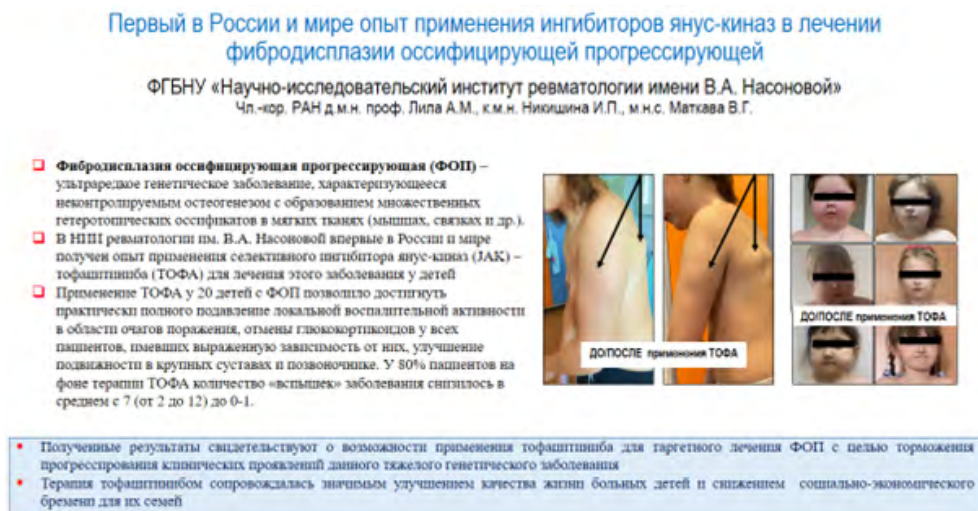 Первый в России и мире опыт применения ингибиторов янус-киназ в лечении
фибродисплазии оссифицирующей прогрессирующей
ФГБНУ «Научно-исследовательский институт ревматологии имени В.А. Насоновой»
Чл.-кор. РАН д.м.н. проф. Лила А.М., к.м.н. Никишина И.П., м.н.с. Маткава В.Г.
Фибродисплазия оссифицирующая прогрессирующая (ФОП) –
ультраредкое генетическое заболевание, характеризующееся
неконтролируемым остеогенезом с образованием множественных
гетеротопических оссификатов в мягких тканях (мышцах, связках и др.).
В НИИ ревматологии им. В.А. Насоновой впервые в России и мире
получен опыт применения селективного ингибитора янус-киназ (JAK) –
тофацитиниба (ТОФА) для лечения этого заболевания у детей
Применение ТОФА у 20 детей с ФОП позволило достигнуть
практически полного подавление локальной воспалительной активности
в области очагов поражения, отмены глюкокортикоидов у всех
пациентов, имевших выраженную зависимость от них, улучшение
подвижности в крупных суставах и позвоночнике. У 80% пациентов на
фоне терапии ТОФА количество «вспышек» заболевания снизилось в
среднем с 7 (от 2 до 12) до 0-1.
ДО/ПОСЛЕ применения ТОФА
ДО/ПОСЛЕ применения ТОФА
Полученные результаты свидетельствуют о возможности применения тофацитиниба для таргетного лечения ФОП с целью торможения
прогрессирования клинических проявлений данного тяжелого генетического заболевания
Терапия тофацитинибом сопровождалась значимым улучшением качества жизни больных детей и снижением социально-экономического
бремени для их семей